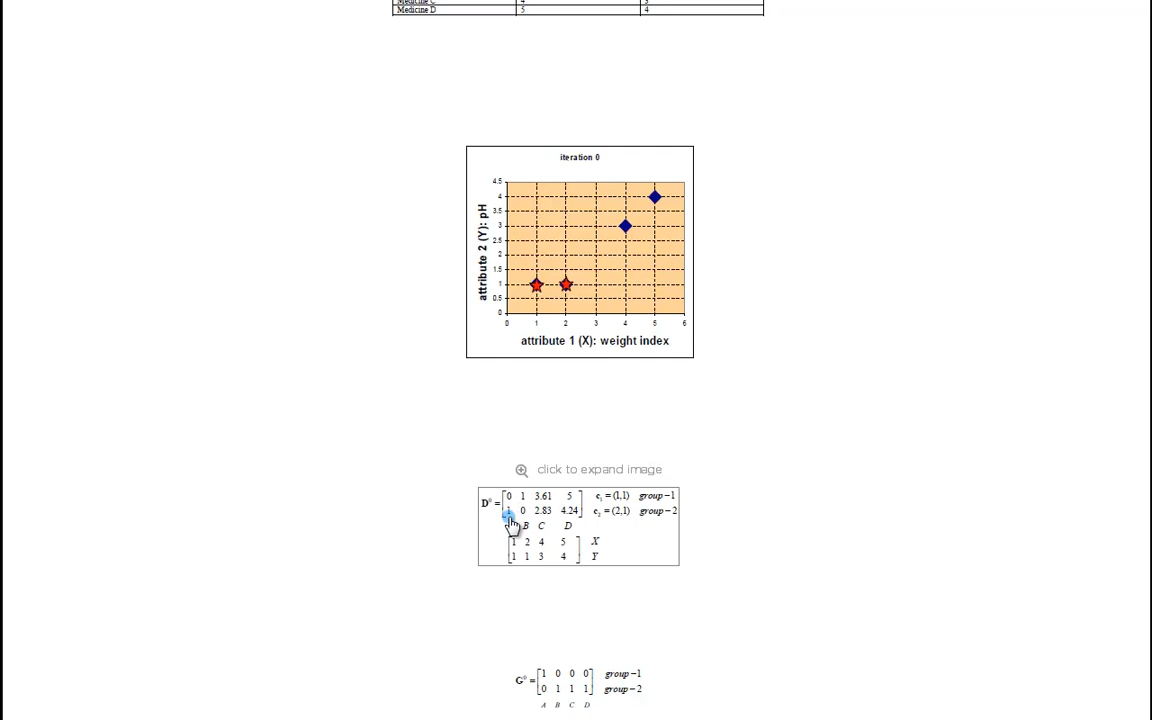 Medicine C 4 3
Medicine D 5 4
iteration 0
4.5
4
3.5
3
2.5
2
1.5
1
0.5
0
attribute 2 (Y): pH
0 1 2 3 4 5 6
attribute 1 (X): weight index
click to expand image
D⁰ = [0 1 3.61 5] c₁ = (1,1) group-1
[1 0 2.83 4.24] c₂ = (2,1) group-2
B C D
[1 2 4 5] X
[1 1 3 4] Y
G⁰ = [1 0 0 0] group-1
[0 1 1 1] group-2
A B C D